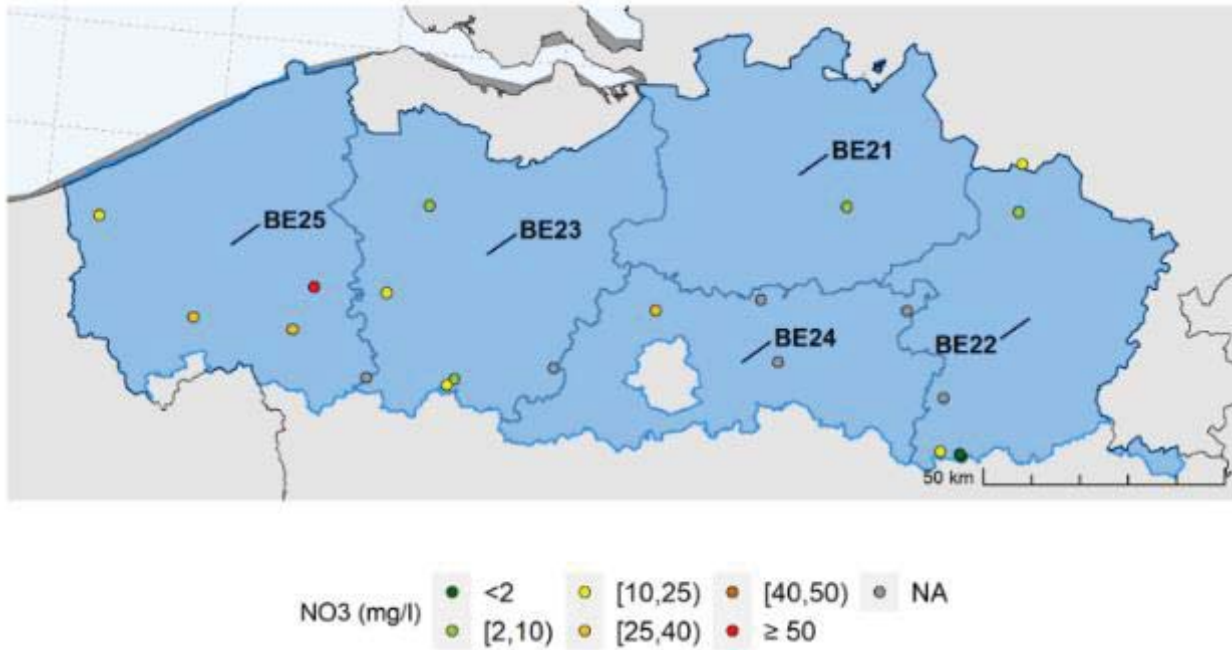 BE21
BE25
BE23
BE24
BE22
50 km
NO3 (mg/l)
<2
[10,25)
[40,50)
NA
[2,10)
[25,40)
≥ 50